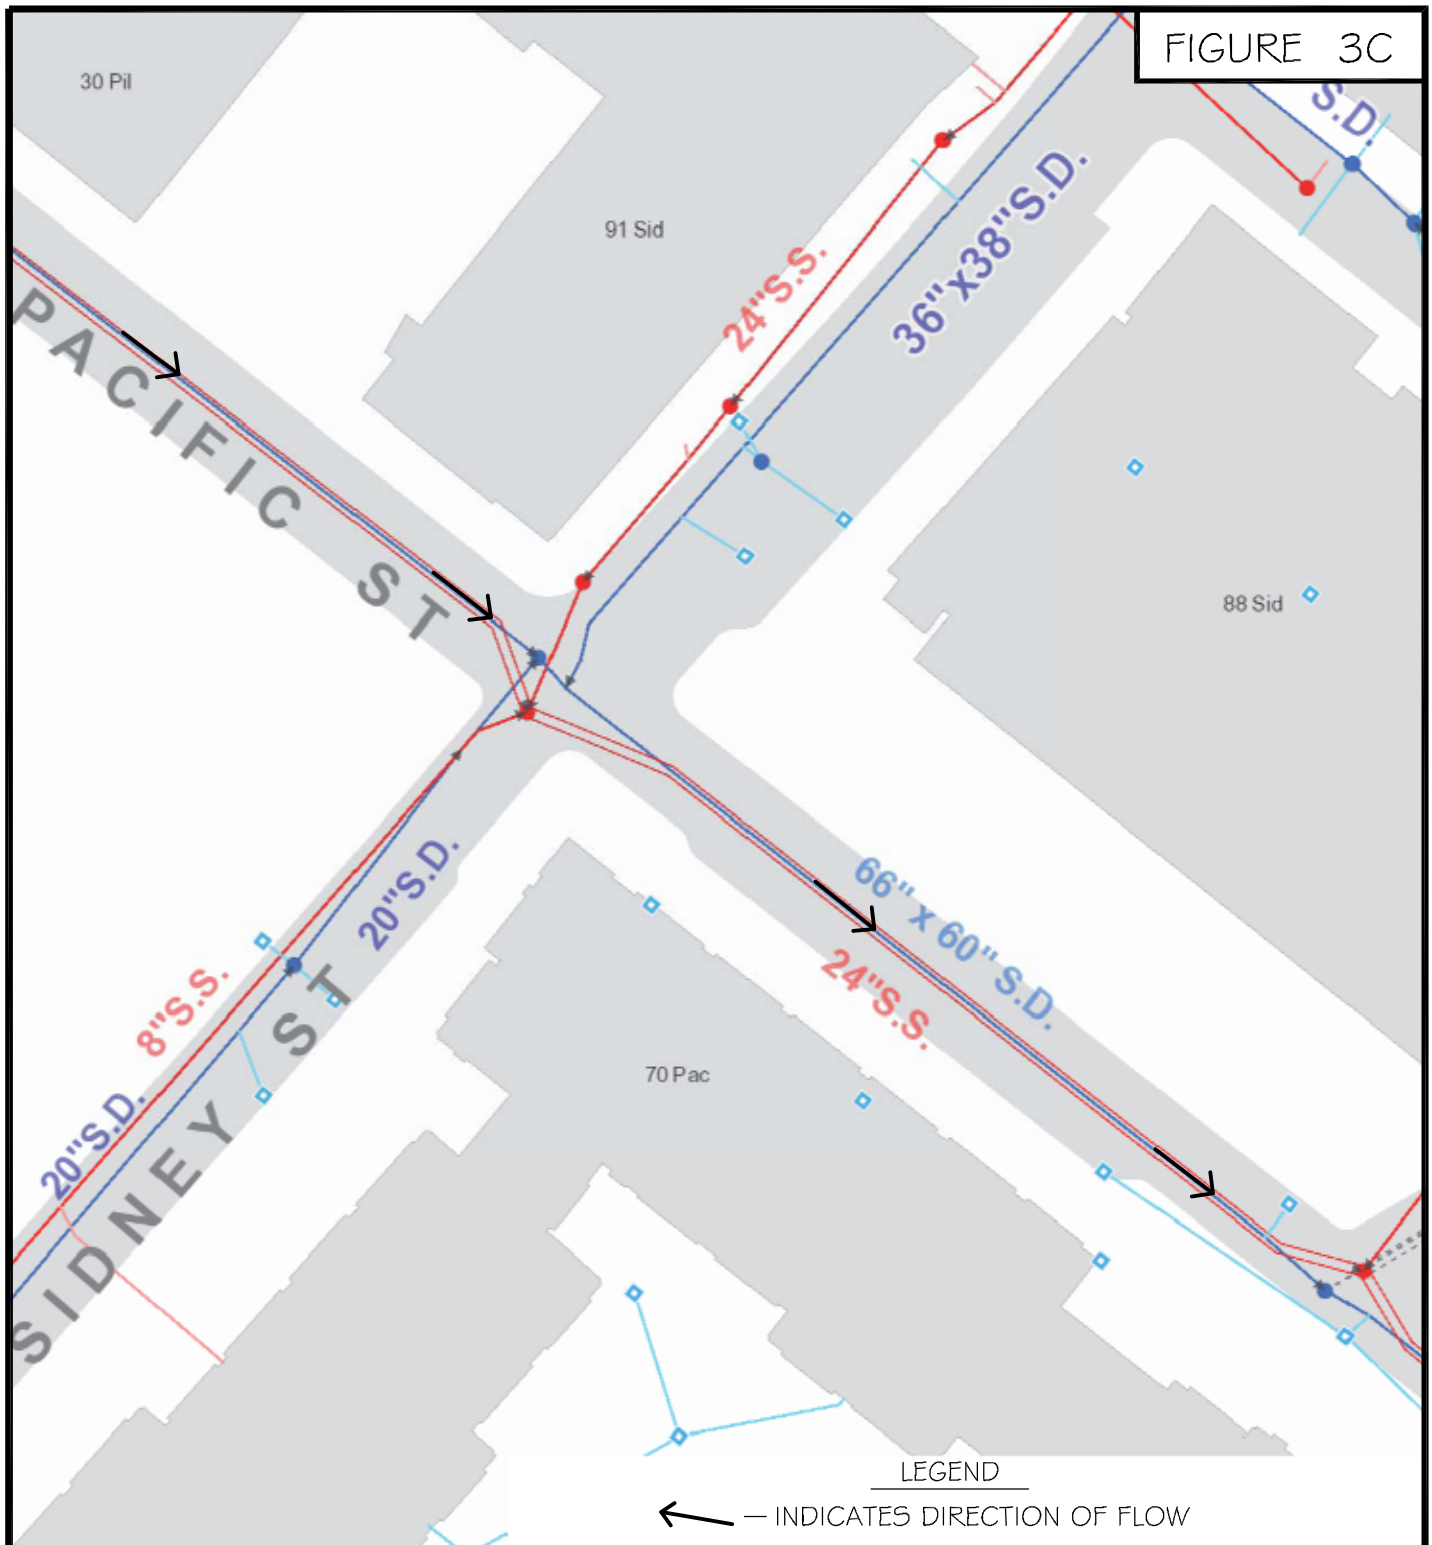 FIGURE 3C
S.D.
30 Pil
91 Sid
36"x38"S.D.
24"S.S.
PACIFIC ST
88 Sid
20"S.D.
66" x 60" S.D.
24"S.S.
8"S.S.
70 Pac
20"S.D.
SIDNEY ST
LEGEND
— INDICATES DIRECTION OF FLOW